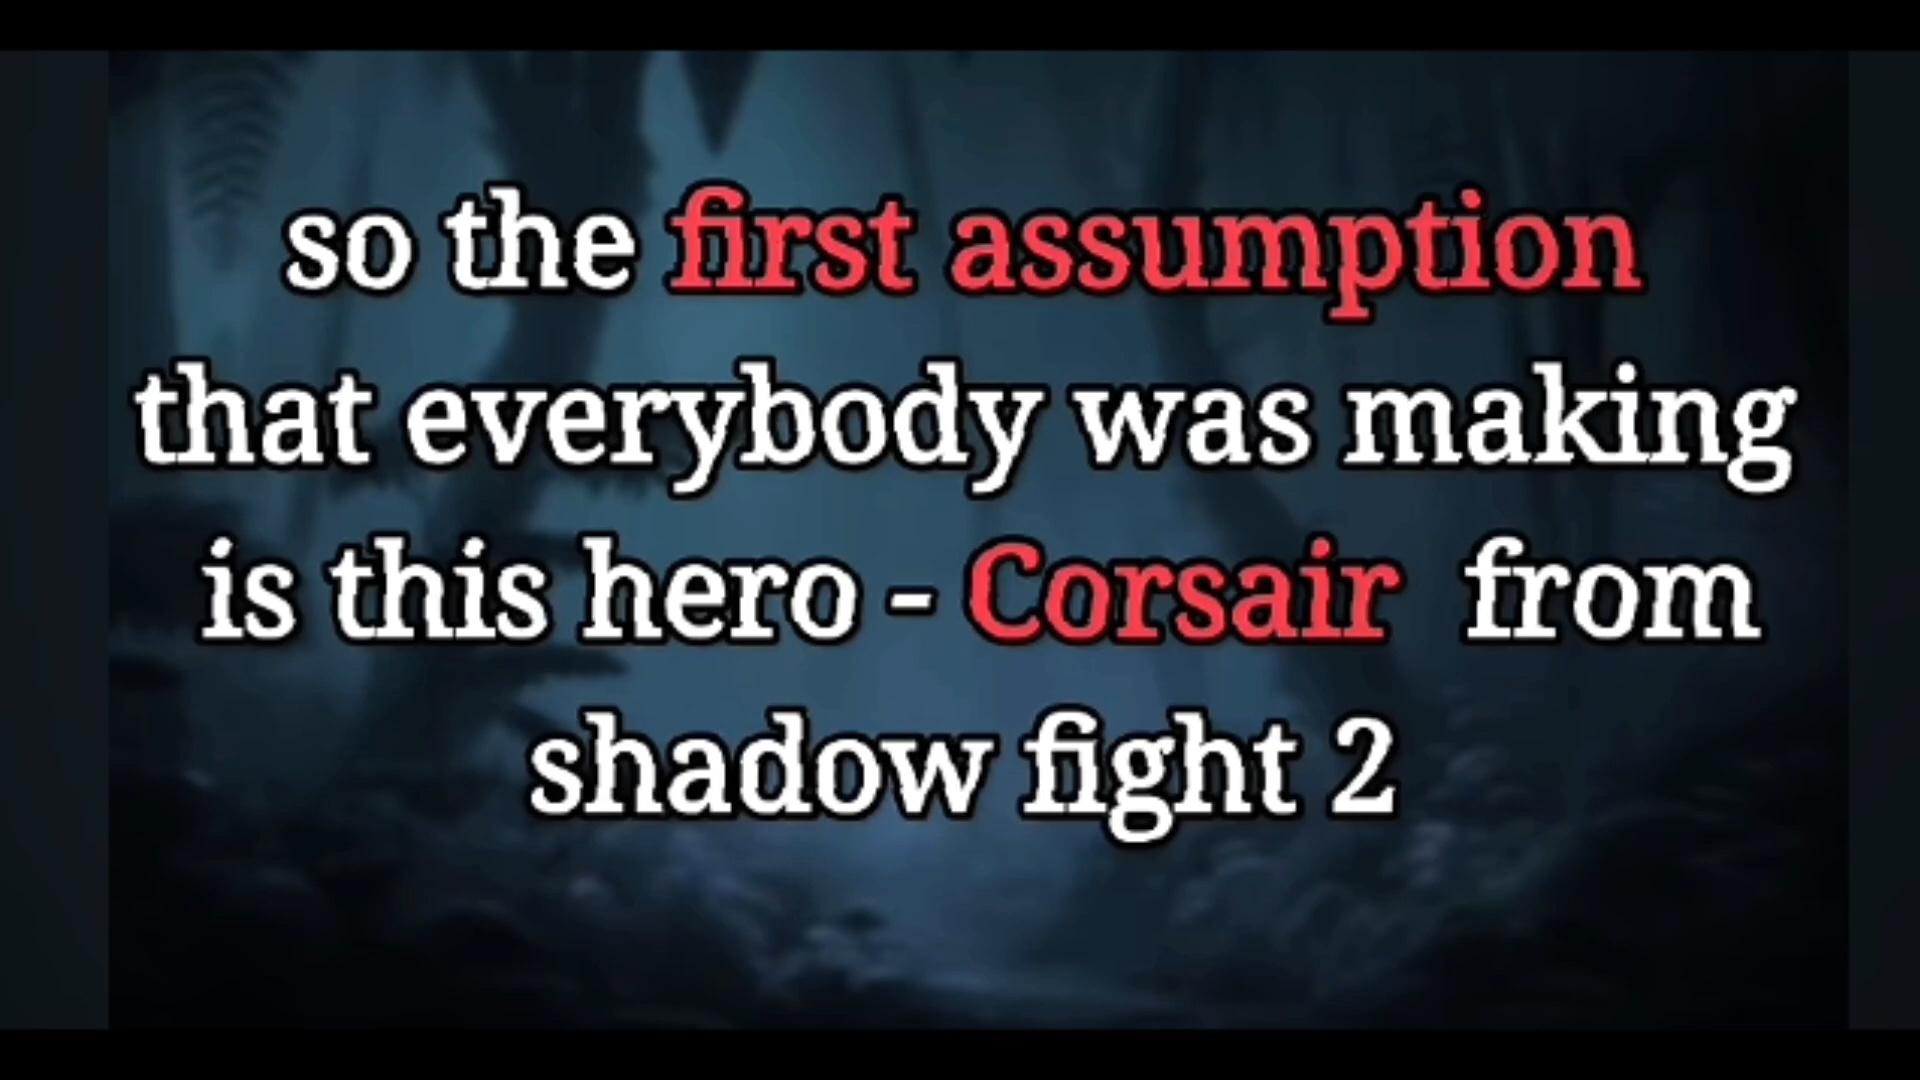 so the first assumption
that everybody was making
is this hero - Corsair from
shadow fight 2